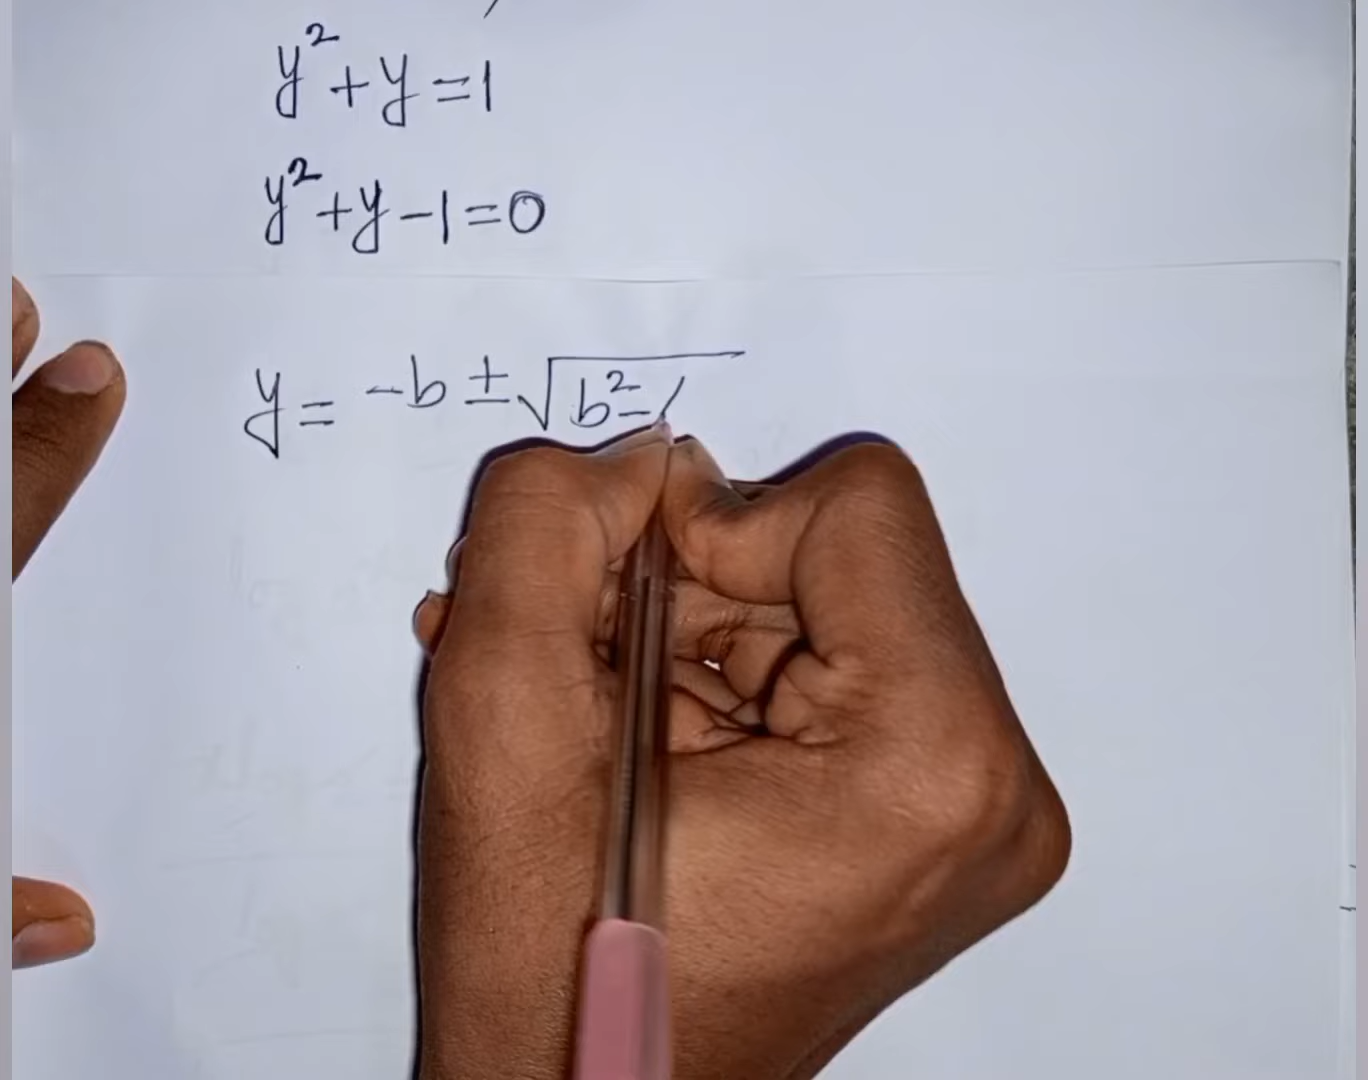 y²+y=1
y²+y-1=0
y= -b ± √b²-